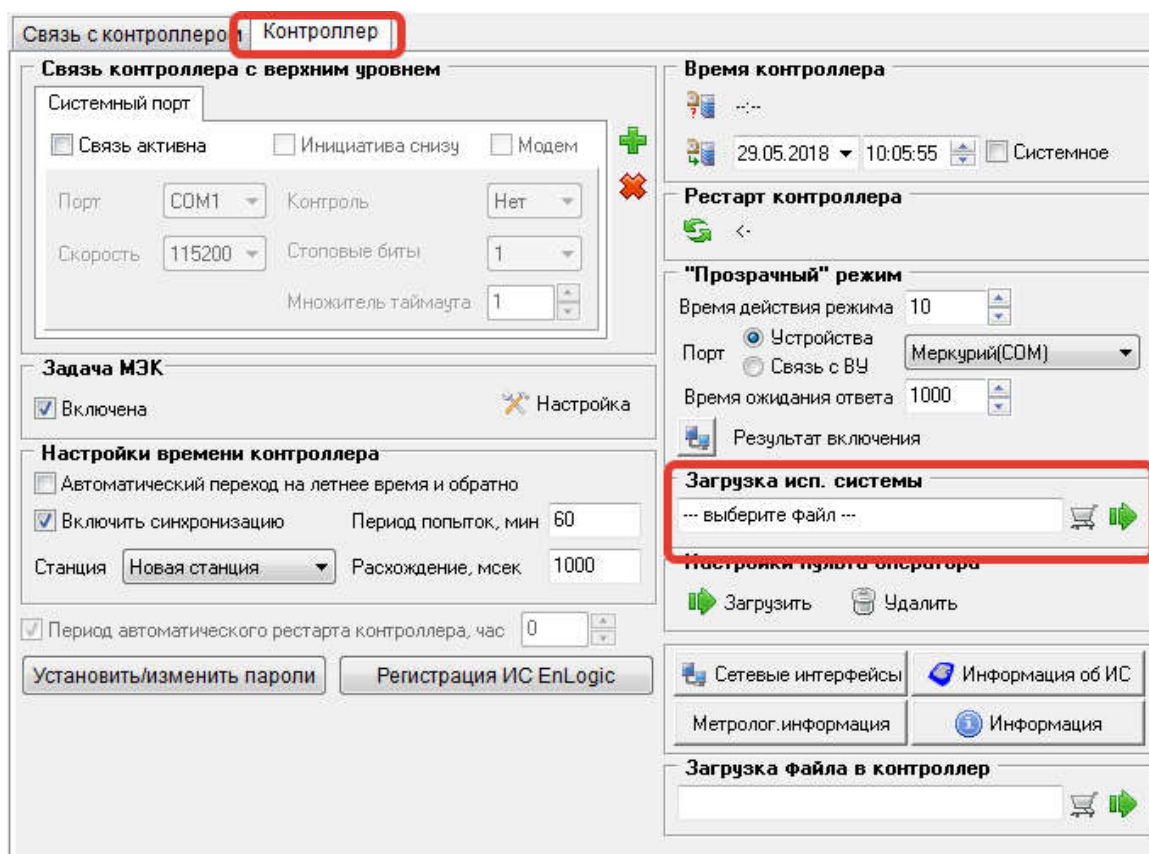 Связь с контроллером Контроллер
Связь контроллера с верхним уровнем
Системный порт
Связь активна Инициатива снизу Модем
Порт COM1 Контроль Нет
Скорость 115200 Стоповые биты 1
Множитель таймаута 1
Задача МЭК
Включена Настройка
Настройки времени контроллера
Автоматический переход на летнее время и обратно
Включить синхронизацию Период попыток, мин 60
Станция Новая станция Расхождение, мсек 1000
Период автоматического рестарта контроллера, час 0
Установить/изменить пароли Регистрация ИС EnLogic
Время контроллера
--:--
29.05.2018 10:05:55 Системное
Рестарт контроллера
<-
"Прозрачный" режим
Время действия режима 10
Порт Устройства Меркурий(COM)
Связь с ВУ
Время ожидания ответа 1000
Результат включения
Загрузка исп. системы
--- выберите файл ---
Настройки пульта оператора
Загрузить Удалить
Сетевые интерфейсы Информация об ИС
Метролог.информация Информация
Загрузка файла в контроллер